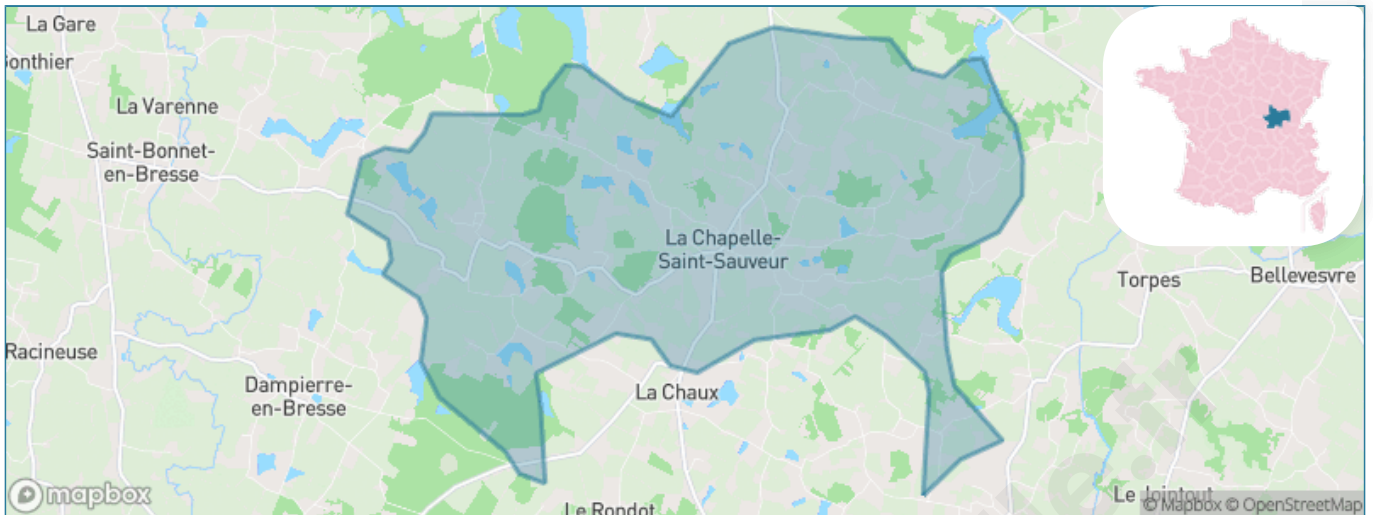 La Gare
onthier
La Varenne
Saint-Bonnet-
en-Bresse
La Chapelle-
Saint-Sauveur
Torpes
Bellevesvre
Racineuse
Dampierre-
en-Bresse
La Chaux
Le Rondot
Le Jointout
mapbox
© Mapbox © OpenStreetMap